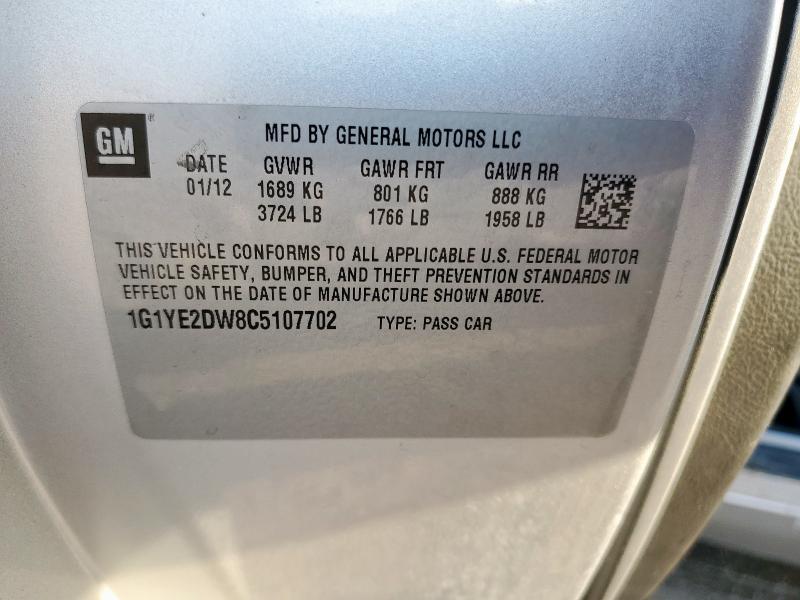 GM
MFD BY GENERAL MOTORS LLC
DATE GVWR GAWR FRT GAWR RR
01/12 1689 KG 801 KG 888 KG
3724 LB 1766 LB 1958 LB
THIS VEHICLE CONFORMS TO ALL APPLICABLE U.S. FEDERAL MOTOR
VEHICLE SAFETY, BUMPER, AND THEFT PREVENTION STANDARDS IN
EFFECT ON THE DATE OF MANUFACTURE SHOWN ABOVE.
1G1YE2DW8C5107702 TYPE: PASS CAR